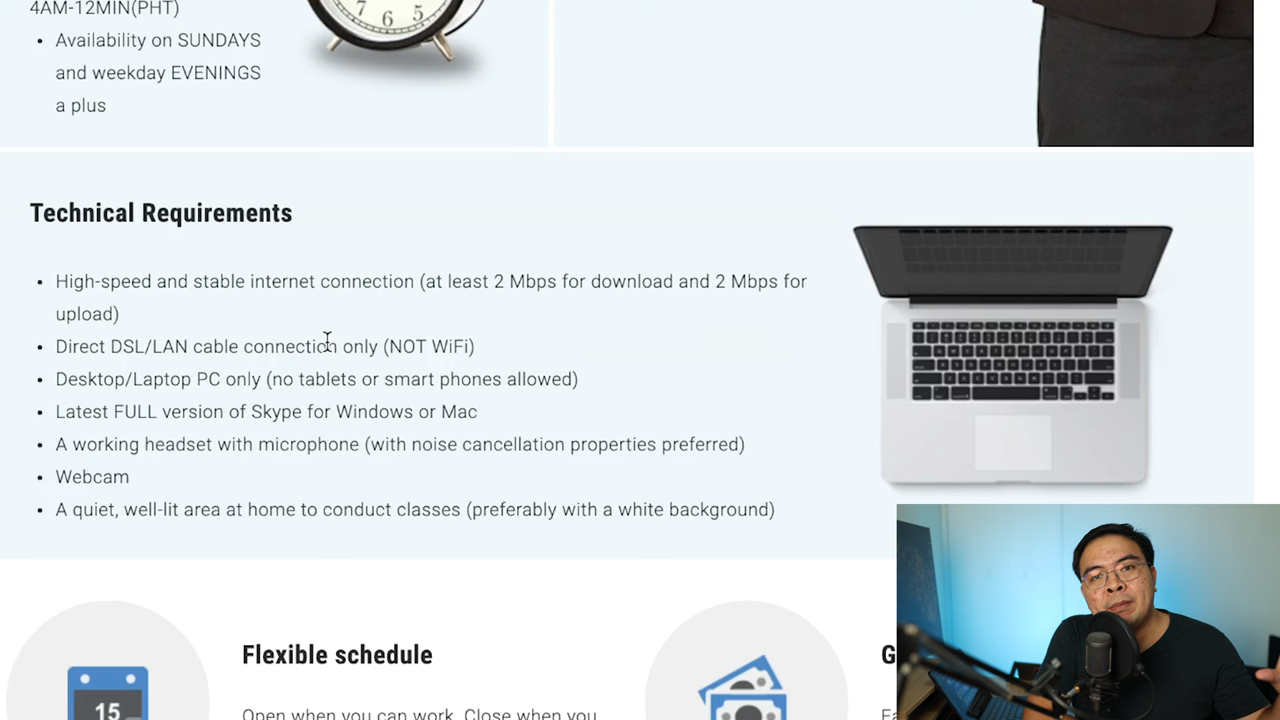 4AM-12MIN(PHT)
• Availability on SUNDAYS
and weekday EVENINGS
a plus
7
6
5
Technical Requirements
• High-speed and stable internet connection (at least 2 Mbps for download and 2 Mbps for
upload)
• Direct DSL/LAN cable connection only (NOT WiFi)
• Desktop/Laptop PC only (no tablets or smart phones allowed)
• Latest FULL version of Skype for Windows or Mac
• A working headset with microphone (with noise cancellation properties preferred)
• Webcam
• A quiet, well-lit area at home to conduct classes (preferably with a white background)
15
Flexible schedule
Open when you can work. Close when you
G